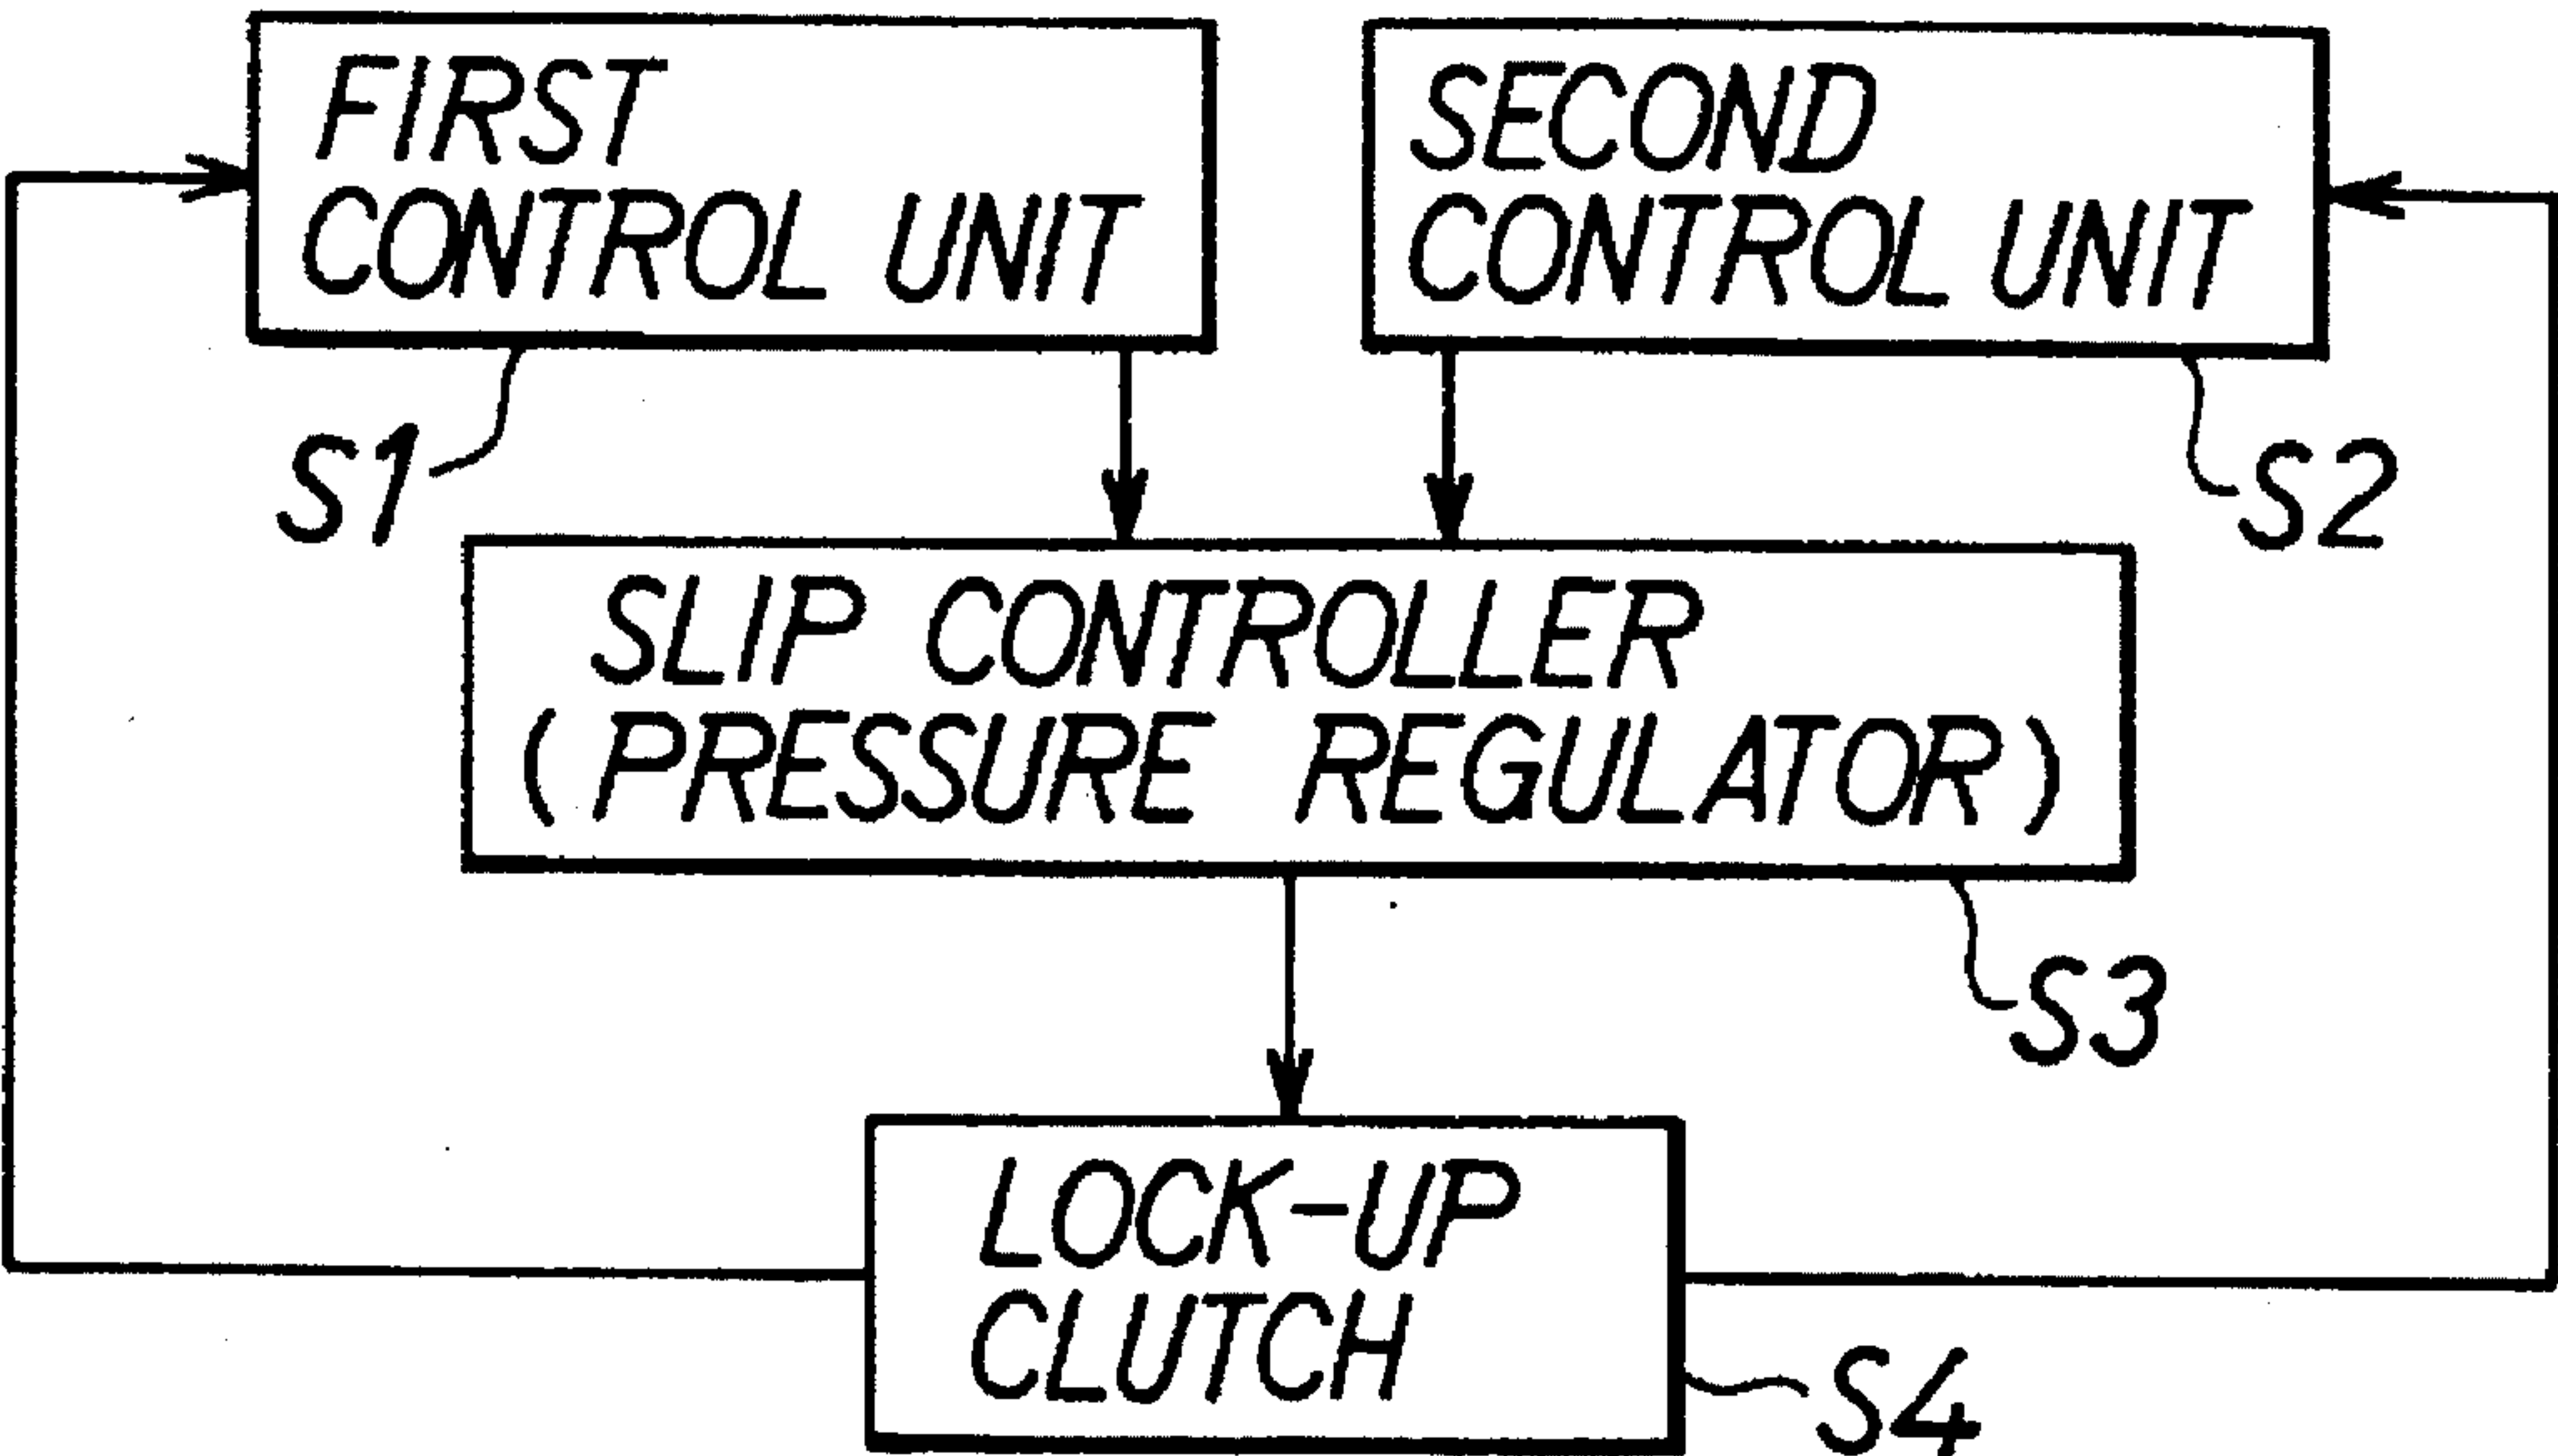 FIRST
CONTROL UNIT
SECOND
CONTROL UNIT
S1
S2
SLIP CONTROLLER
(PRESSURE REGULATOR)
S3
LOCK-UP
CLUTCH
S4